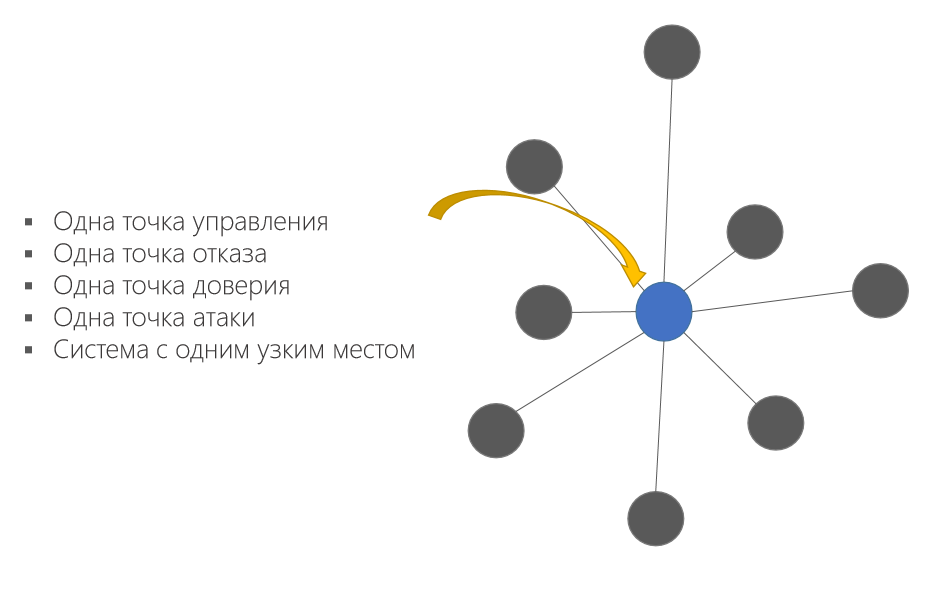 ▪ Одна точка управления
▪ Одна точка отказа
▪ Одна точка доверия
▪ Одна точка атаки
▪ Система с одним узким местом